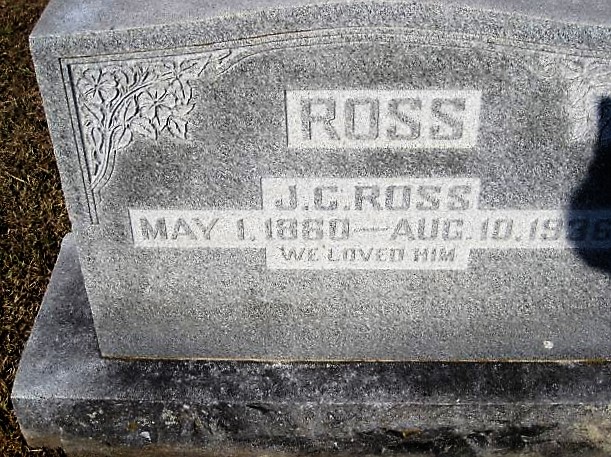 ROSS
J.C.ROSS
MAY 1, 1860—AUG. 10, 1936
WE LOVED HIM